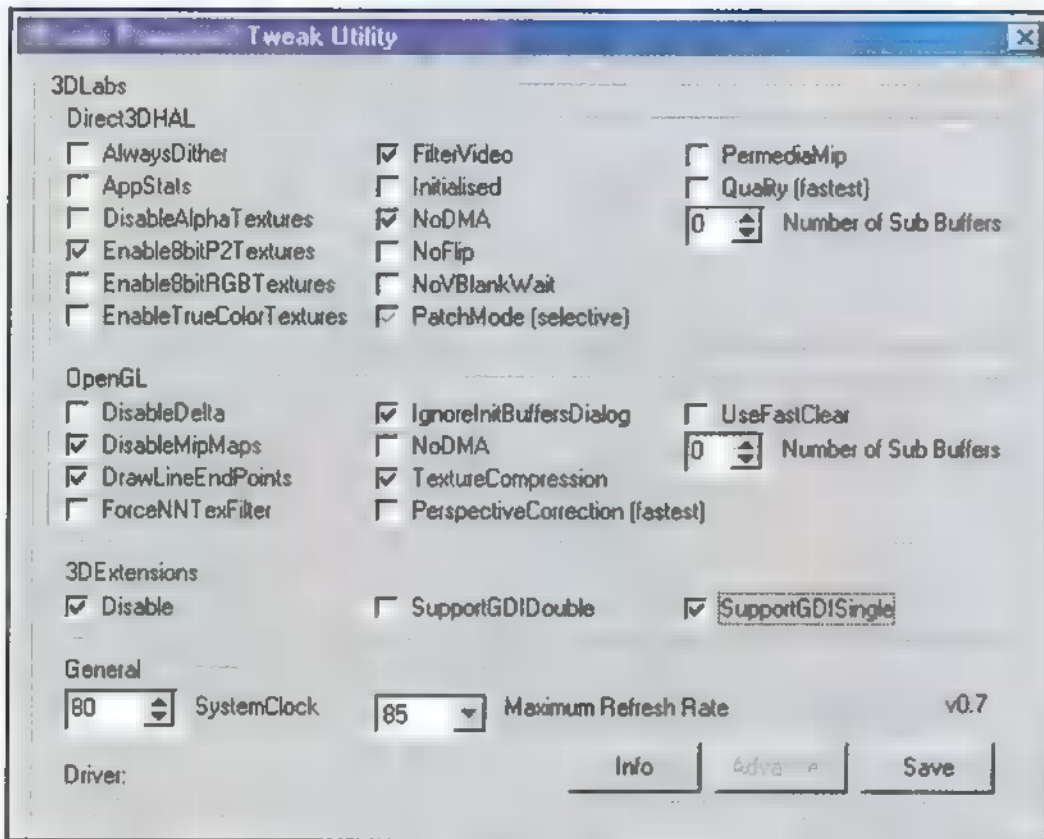 Tweak Utility
3DLabs
Direct3DHAL
AlwaysDither
AppStats
DisableAlphaTextures
Enable8bitP2Textures
Enable8bitRGBTextures
EnableTrueColorTextures
FilterVideo
Initialised
NoDMA
NoFlip
NoVBlankWait
PatchMode (selective)
PermediaMip
Quality (fastest)
0 Number of Sub Buffers
OpenGL
DisableDelta
DisableMipMaps
DrawLineEndPoints
ForceNNTexFilter
IgnoreInitBuffersDialog
NoDMA
TextureCompression
PerspectiveCorrection (fastest)
UseFastClear
0 Number of Sub Buffers
3DExtensions
Disable
SupportGDIDouble
SupportGDISingle
General
80 SystemClock
85 Maximum Refresh Rate
v0.7
Driver:
Info
Save